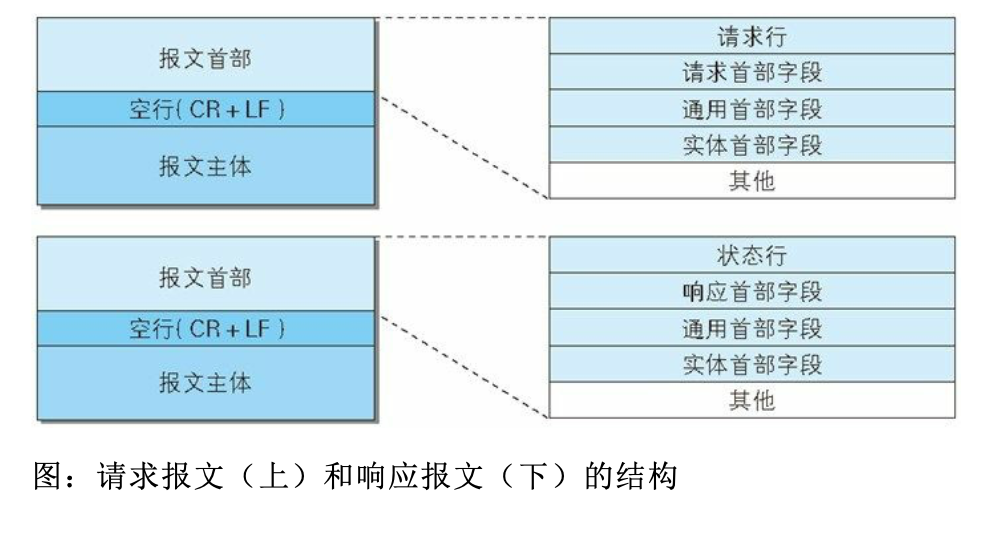 报文首部
空行( CR + LF )
报文主体
请求行
请求首部字段
通用首部字段
实体首部字段
其他
报文首部
空行( CR + LF )
报文主体
状态行
响应首部字段
通用首部字段
实体首部字段
其他
图：请求报文（上）和响应报文（下）的结构